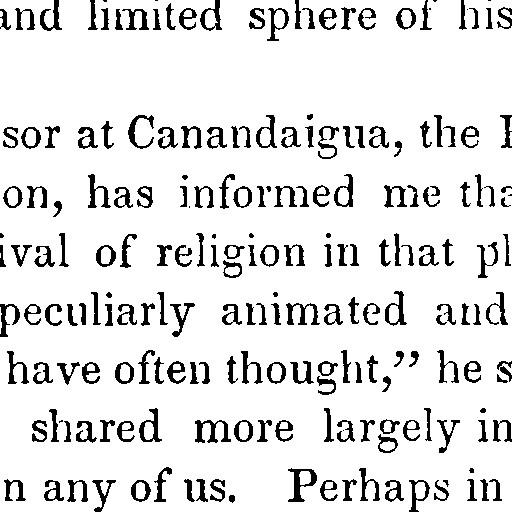 and limited sphere of his
sor at Canandaigua, the
on, has informed me tha
ival of religion in that pl
peculiarly animated and
have often thought,” he s
shared more largely in
n any of us. Perhaps in